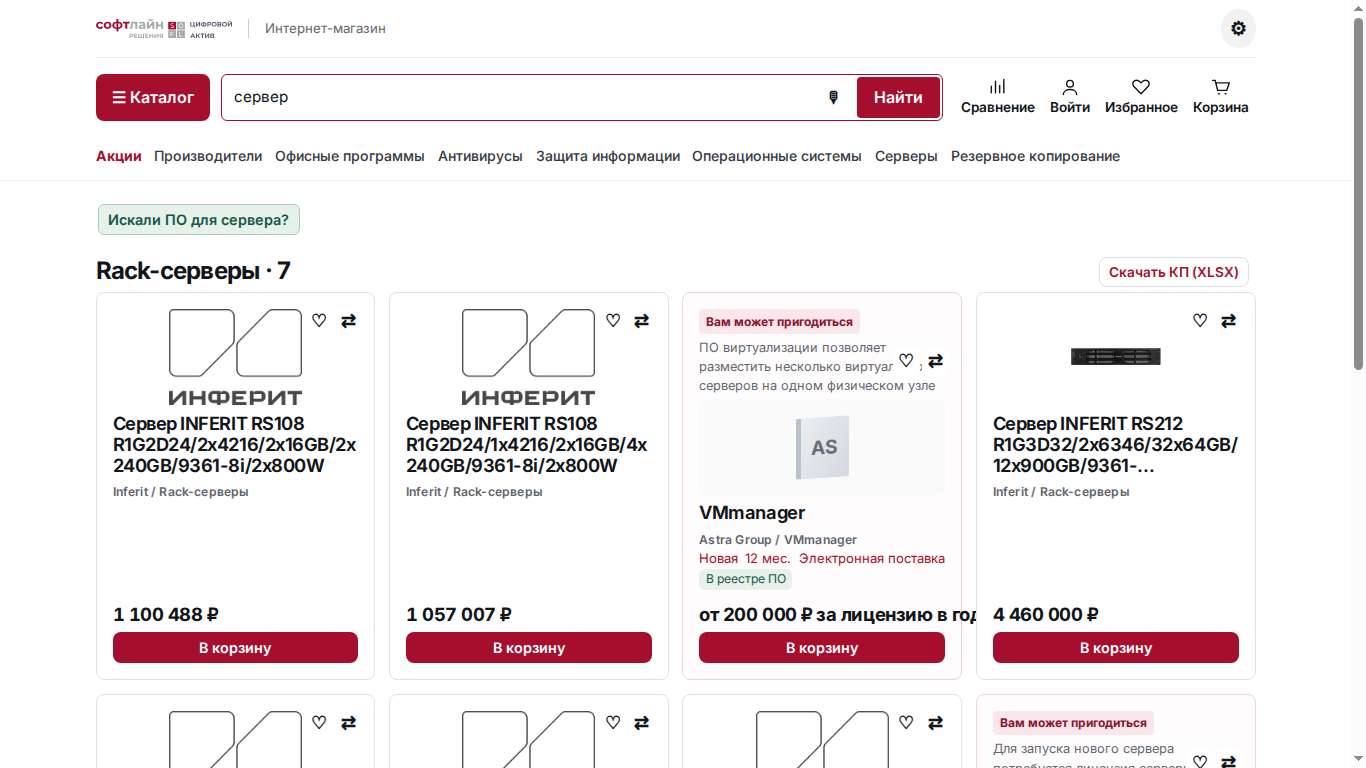 софтлайн
РЕШЕНИЯ
ЦИФРОВОЙ
АКТИВ
Интернет-магазин
Каталог
сервер
Найти
Сравнение
Войти
Избранное
Корзина
Акции
Производители
Офисные программы
Антивирусы
Защита информации
Операционные системы
Серверы
Резервное копирование
Искали ПО для сервера?
Rack-серверы · 7
Скачать КП (XLSX)
ИНФЕРИТ
Сервер INFERIT RS108
R1G2D24/2x4216/2x16GB/2x
240GB/9361-8i/2x800W
Inferit / Rack-серверы
1 100 488 ₽
В корзину
ИНФЕРИТ
Сервер INFERIT RS108
R1G2D24/1x4216/2x16GB/4x
240GB/9361-8i/2x800W
Inferit / Rack-серверы
1 057 007 ₽
В корзину
Вам может пригодиться
ПО виртуализации позволяет
разместить несколько виртуал
серверов на одном физическом узле
AS
VMmanager
Astra Group / VMmanager
Новая 12 мес. Электронная поставка
В реестре ПО
от 200 000 ₽ за лицензию в год
В корзину
Сервер INFERIT RS212
R1G3D32/2x6346/32x64GB/
12x900GB/9361-...
Inferit / Rack-серверы
4 460 000 ₽
В корзину
Вам может пригодиться
Для запуска нового сервера
потребуется лицензия